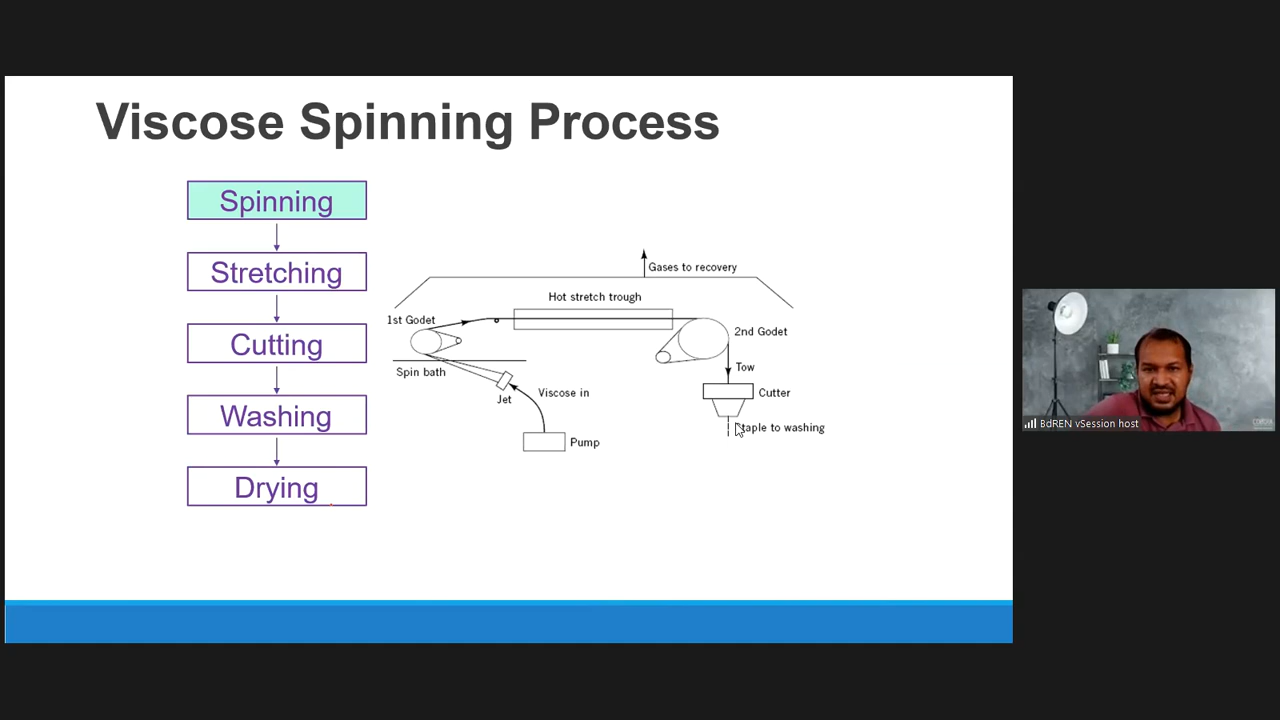 Viscose Spinning Process
Spinning
Stretching
Cutting
Washing
Drying
Gases to recovery
Hot stretch trough
1st Godet
2nd Godet
Spin bath
Tow
Jet
Viscose in
Cutter
Pump
taple to washing
BdREN vSession host